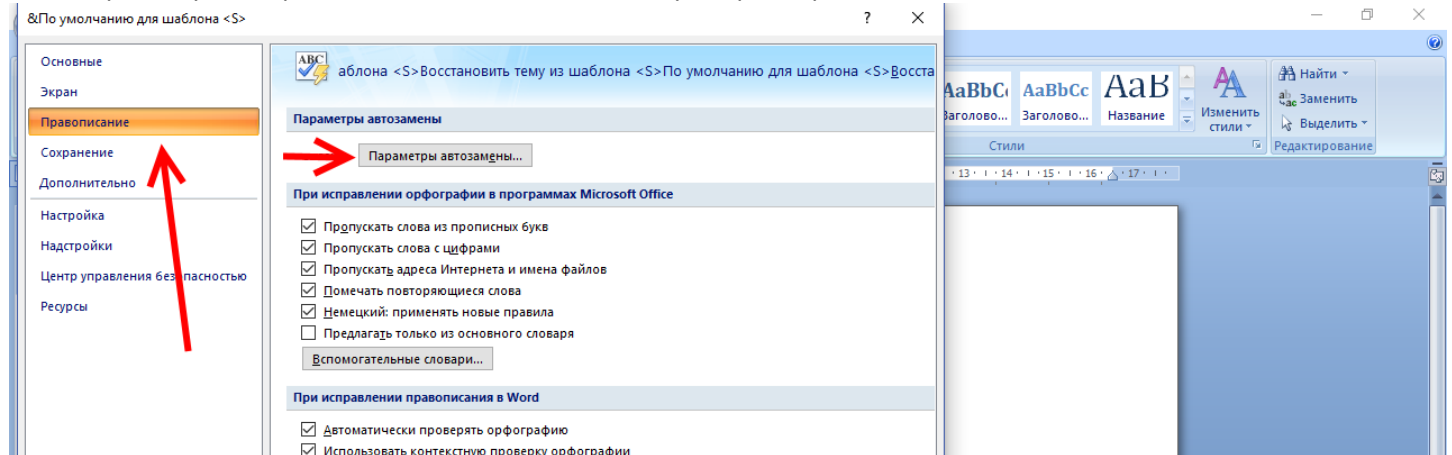 &По умолчанию для шаблона <S>
?
Основные
Экран
Правописание
Сохранение
Дополнительно
Настройка
Надстройки
Центр управления безопасностью
Ресурсы
ABC
аблона <S>Восстановить тему из шаблона <S>По умолчанию для шаблона <S>Восста
Параметры автозамены
Параметры автозамены...
При исправлении орфографии в программах Microsoft Office
Пропускать слова из прописных букв
Пропускать слова с цифрами
Пропускать адреса Интернета и имена файлов
Помечать повторяющиеся слова
Немецкий: применять новые правила
Предлагать только из основного словаря
Вспомогательные словари...
При исправлении правописания в Word
Автоматически проверять орфографию
Использовать контекстную проверку орфографии
AaBbC AaBbCc АаВ
Заголово... Заголово... Название
Изменить
стили
Стили
Найти
Заменить
Выделить
Редактирование
13 14 15 16 17